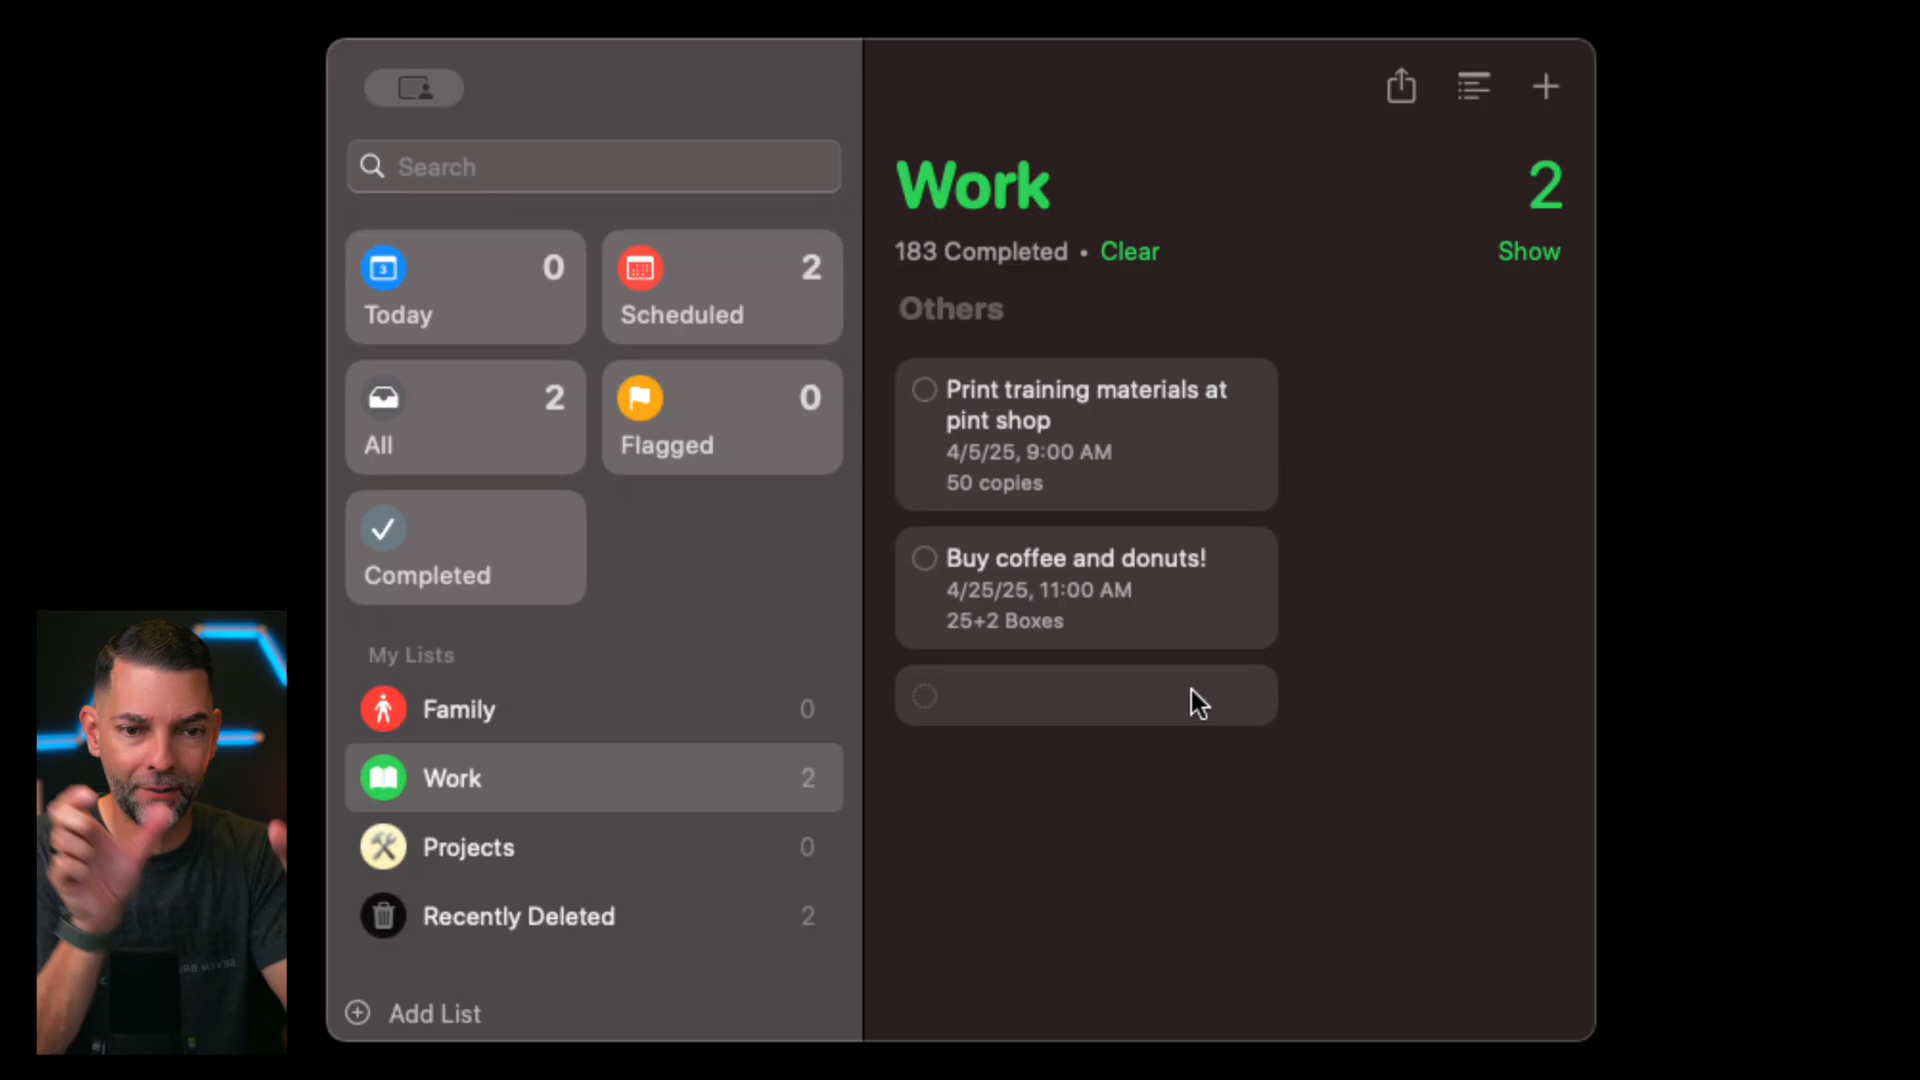 Search
3
0
Today
2
Scheduled
2
All
0
Flagged
Completed
My Lists
Family 0
Work 2
Projects 0
Recently Deleted 2
Add List
Work 2
183 Completed • Clear Show
Others
Print training materials at
pint shop
4/5/25, 9:00 AM
50 copies
Buy coffee and donuts!
4/25/25, 11:00 AM
25+2 Boxes